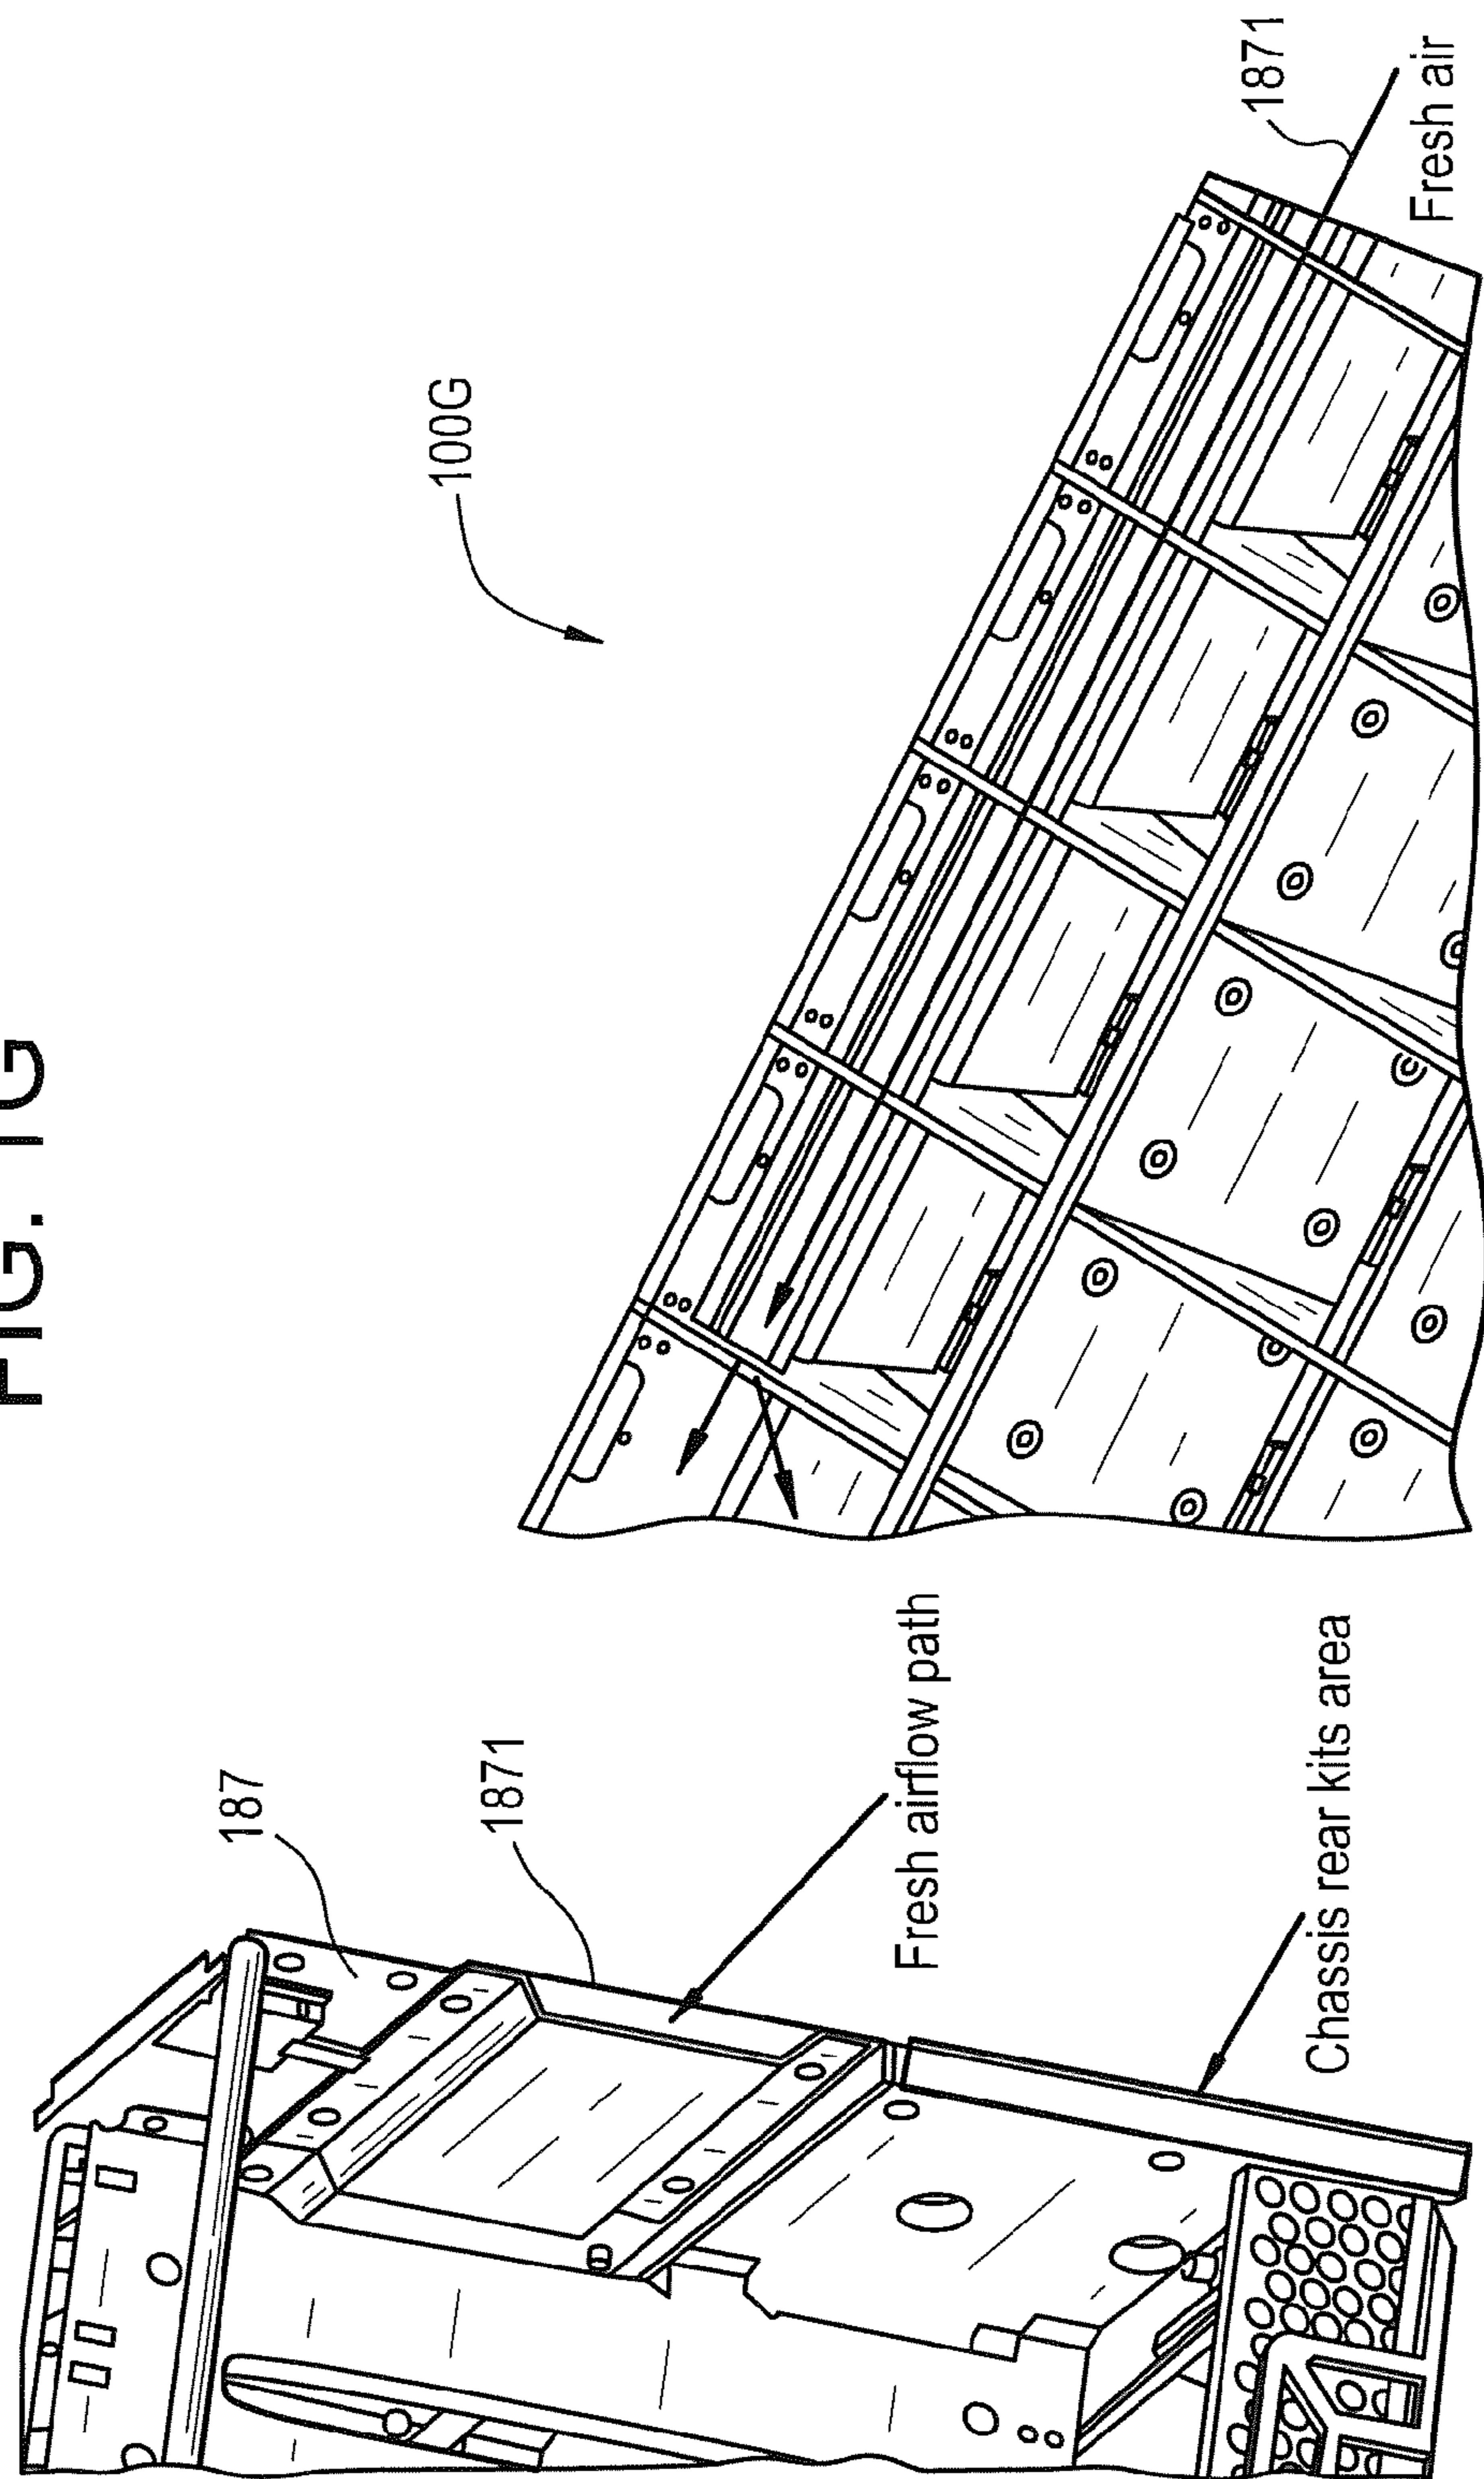 FIG. 1G
187
1871
Fresh airflow path
Chassis rear kits area
100G
1871
Fresh air